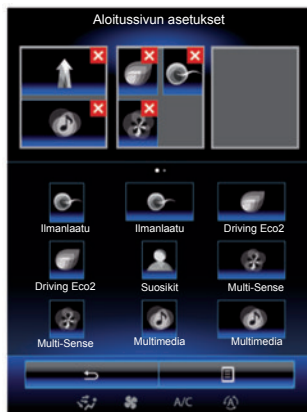 Aloitussivun asetukset
Ilmanlaatu Ilmanlaatu Driving Eco2
Driving Eco2 Suosikit Multi-Sense
Multi-Sense Multimedia Multimedia
A/C A